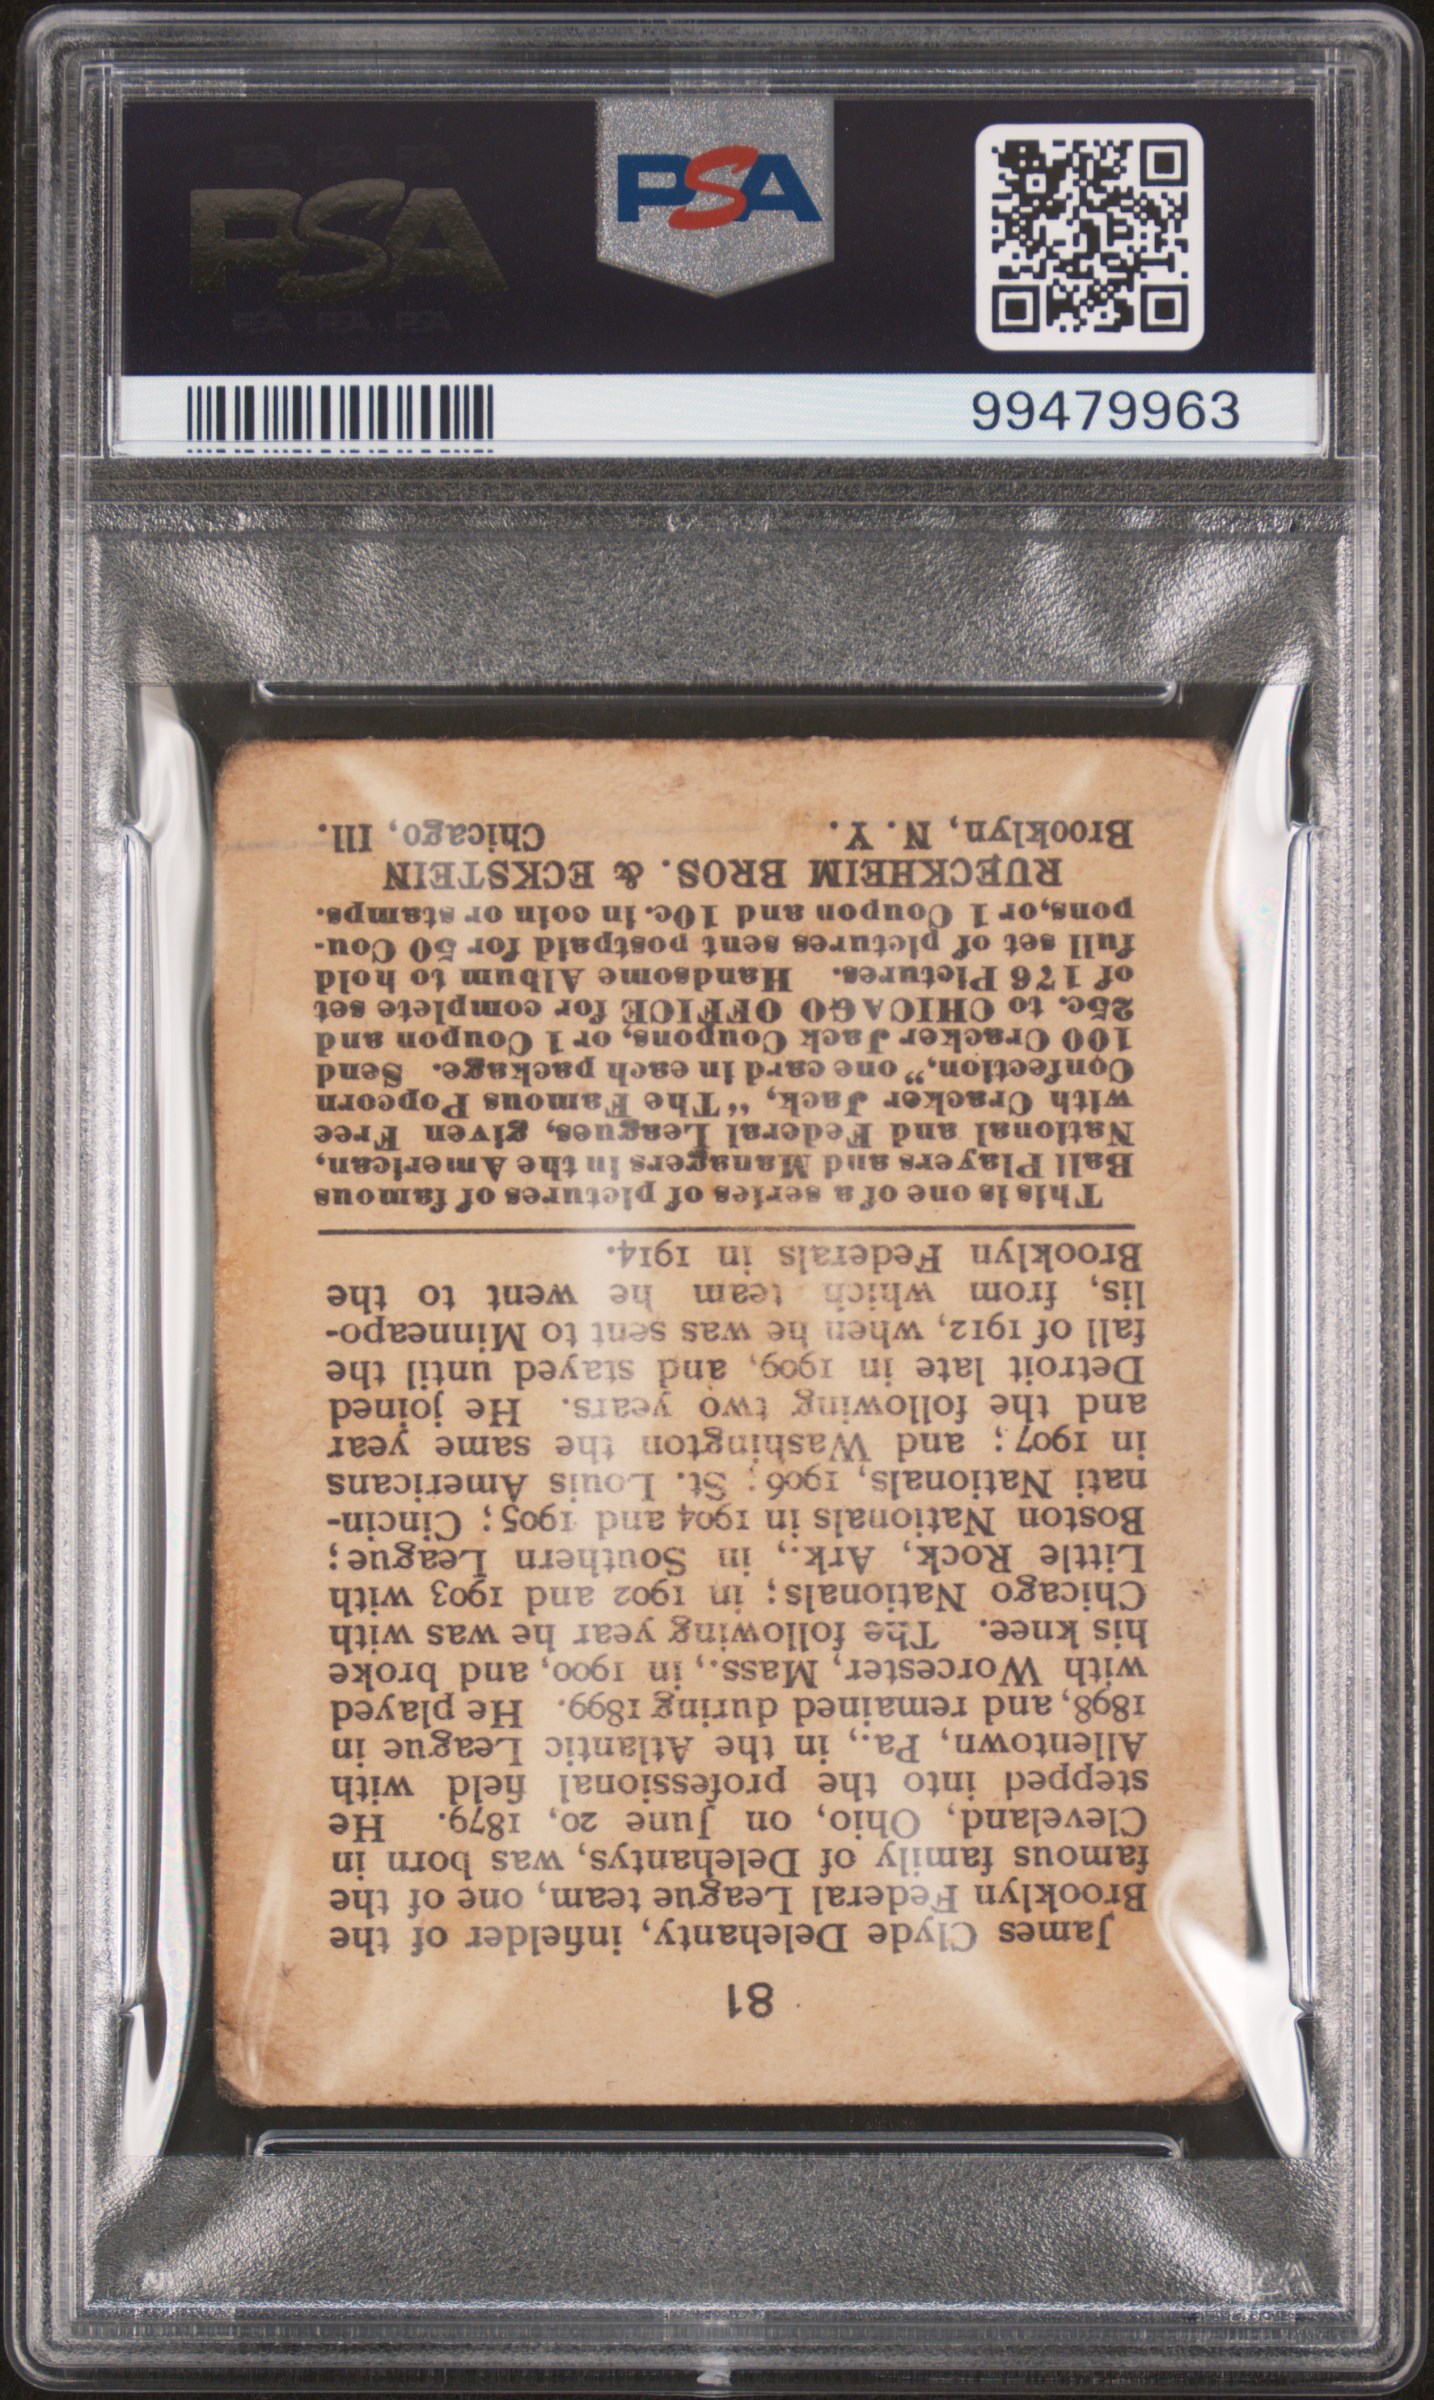 PSA
PSA
99479963
81
James Clyde Delehanty, infielder of the
Brooklyn Federal League team, one of the
famous family of Delehantys, was born in
Cleveland, Ohio, on June 20, 1879. He
stepped into the professional field with
Allentown, Pa., in the Atlantic League in
1898, and remained during 1899. He played
with Worcester, Mass., in 1900, and broke
his knee. The following year he was with
Chicago Nationals; in 1902 and 1903 with
Little Rock, Ark., in Southern League;
Boston Nationals in 1904 and 1905; Cincin-
nati Nationals, 1906; St. Louis Americans
in 1907; and Washington the same year
and the following two years. He joined
Detroit late in 1909, and stayed until the
fall of 1912, when he was sent to Minneapo-
lis, from which team he went to the
Brooklyn Federals in 1914.
This is one of a series of pictures of famous
Ball Players and Managers in the American,
National and Federal Leagues, given Free
with Cracker Jack, "The Famous Popcorn
Confection," one card in each package. Send
100 Cracker Jack Coupons, or 1 Coupon and
25c. to CHICAGO OFFICE for complete set
of 176 Pictures. Handsome Album to hold
full set of pictures sent postpaid for 50 Cou-
pons, or 1 Coupon and 10c. in coin or stamps.
RUECKHEIM BROS. & ECKSTEIN
Brooklyn, N. Y. Chicago, Ill.